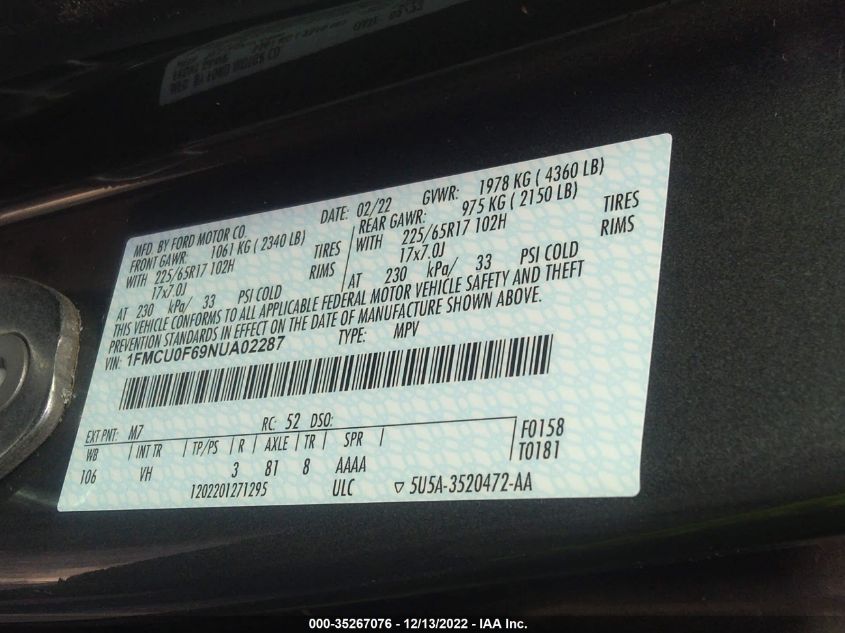 MFD. BY FORD MOTOR CO. DATE: 02/22 GVWR: 1978 KG ( 4360 LB)
FRONT GAWR: 1061 KG ( 2340 LB) REAR GAWR: 975 KG ( 2150 LB)
WITH 225/65R17 102H TIRES WITH 225/65R17 102H TIRES
17x7.0J RIMS 17x7.0J RIMS
AT 230 kPa/ 33 PSI COLD AT 230 kPa/ 33 PSI COLD
THIS VEHICLE CONFORMS TO ALL APPLICABLE FEDERAL MOTOR VEHICLE SAFETY AND THEFT
PREVENTION STANDARDS IN EFFECT ON THE DATE OF MANUFACTURE SHOWN ABOVE.
VIN: 1FMCU0F69NUA02287 TYPE: MPV
EXT PNT: M7 RC: 52 DSO: F0158
WB INT TR TP/PS R AXLE TR SPR T0181
106 VH 3 81 8 AAAA
1202201271295 ULC ▽ 5U5A-3520472-AA
000-35267076 - 12/13/2022 - IAA Inc.